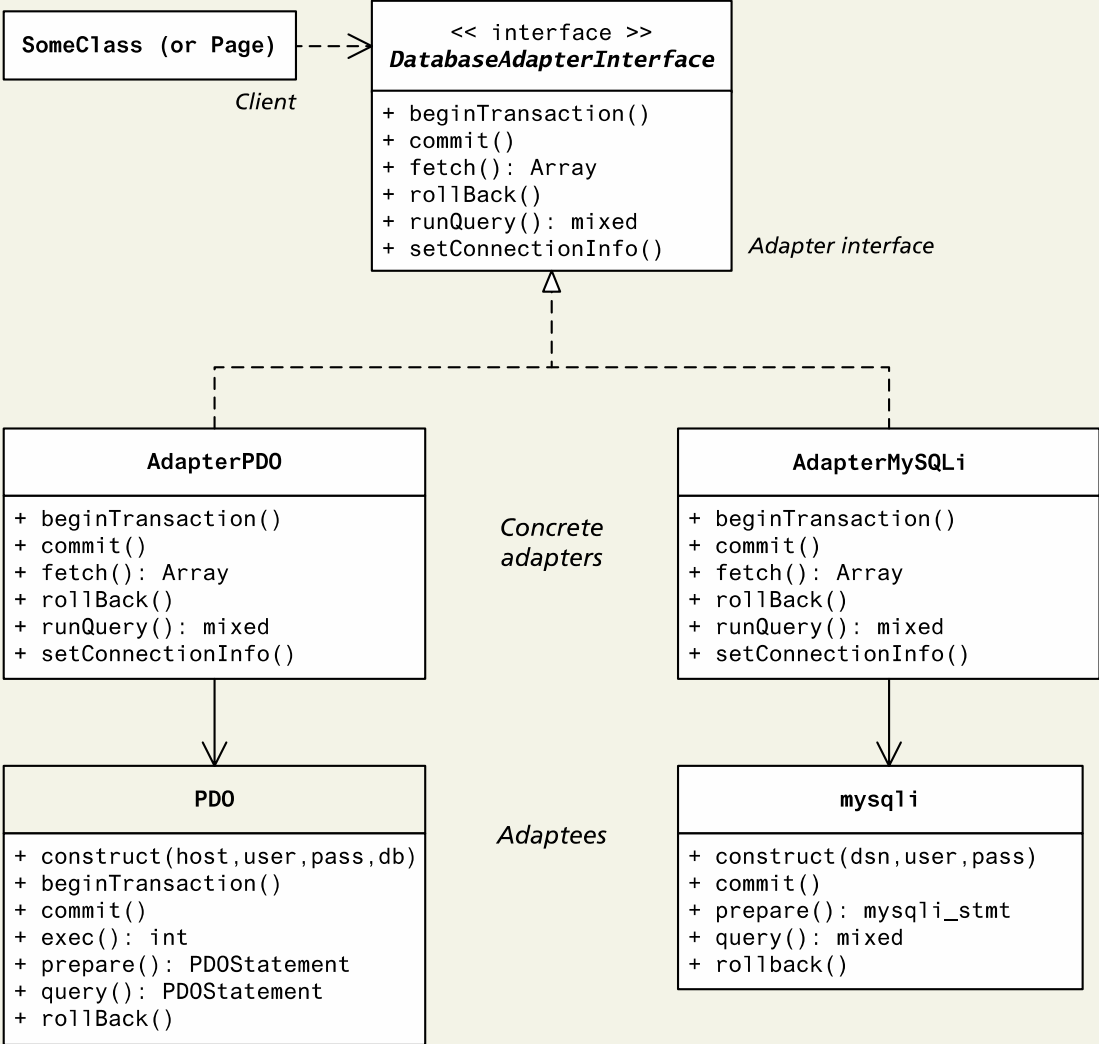 SomeClass (or Page)
Client
<< interface >>
DatabaseAdapterInterface
+ beginTransaction()
+ commit()
+ fetch(): Array
+ rollBack()
+ runQuery(): mixed
+ setConnectionInfo()
Adapter interface
AdapterPDO
+ beginTransaction()
+ commit()
+ fetch(): Array
+ rollBack()
+ runQuery(): mixed
+ setConnectionInfo()
Concrete
adapters
AdapterMySQLi
+ beginTransaction()
+ commit()
+ fetch(): Array
+ rollBack()
+ runQuery(): mixed
+ setConnectionInfo()
PDO
+ construct(host,user,pass,db)
+ beginTransaction()
+ commit()
+ exec(): int
+ prepare(): PDOStatement
+ query(): PDOStatement
+ rollBack()
Adaptees
mysqli
+ construct(dsn,user,pass)
+ commit()
+ prepare(): mysqli_stmt
+ query(): mixed
+ rollback()